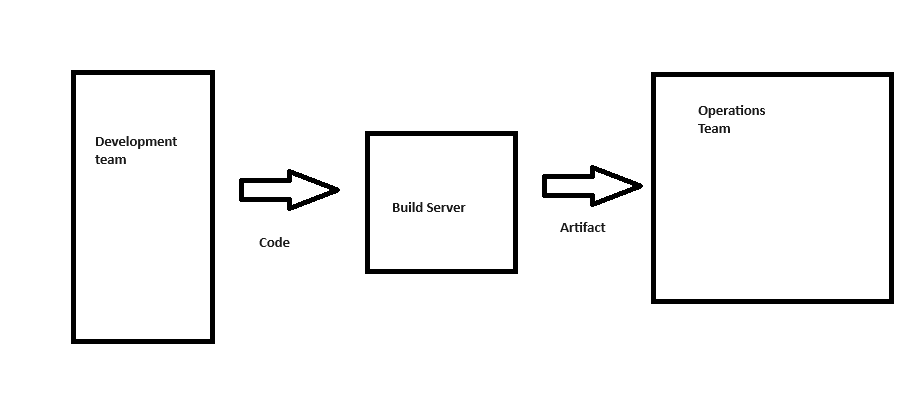 Development
team
Code
Build Server
Artifact
Operations
Team